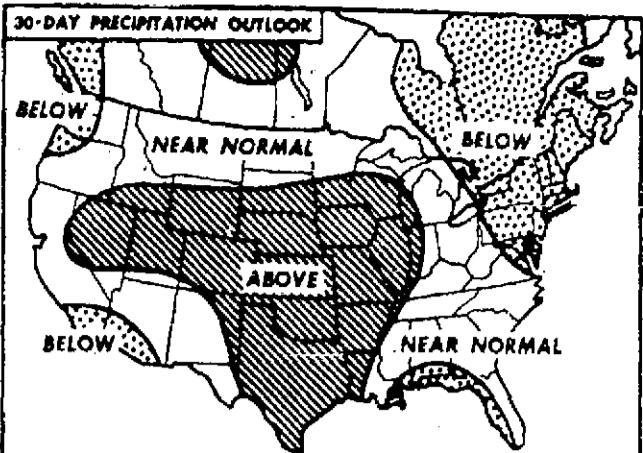 30-DAY PRECIPITATION OUTLOOK
BELOW
NEAR NORMAL
BELOW
ABOVE
BELOW
NEAR NORMAL